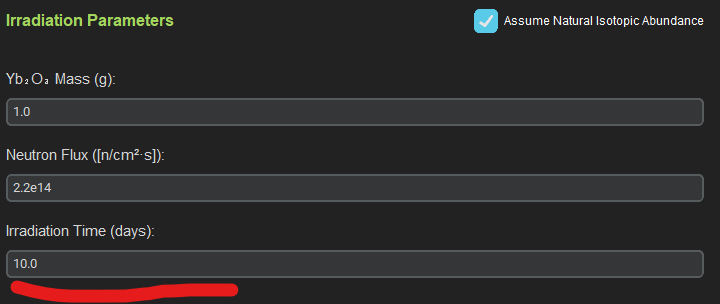 Irradiation Parameters
Assume Natural Isotopic Abundance
Yb₂O₃ Mass (g):
1.0
Neutron Flux ([n/cm²·s]):
2.2e14
Irradiation Time (days):
10.0